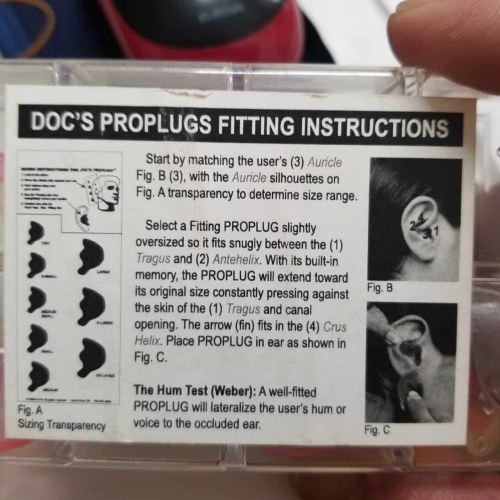 DOC'S PROPLUGS FITTING INSTRUCTIONS
Start by matching the user's (3) Auricle
Fig. B (3), with the Auricle silhouettes on
Fig. A transparency to determine size range.
Select a Fitting PROPLUG slightly
oversized so it fits snugly between the (1)
Tragus and (2) Antehelix. With its built-in
memory, the PROPLUG will extend toward
its original size constantly pressing against
the skin of the (1) Tragus and canal
opening. The arrow (fin) fits in the (4) Crus
Helix. Place PROPLUG in ear as shown in
Fig. C.
The Hum Test (Weber): A well-fitted
PROPLUG will lateralize the user's hum or
voice to the occluded ear.
Fig. A
Sizing Transparency
Fig. B
Fig. C